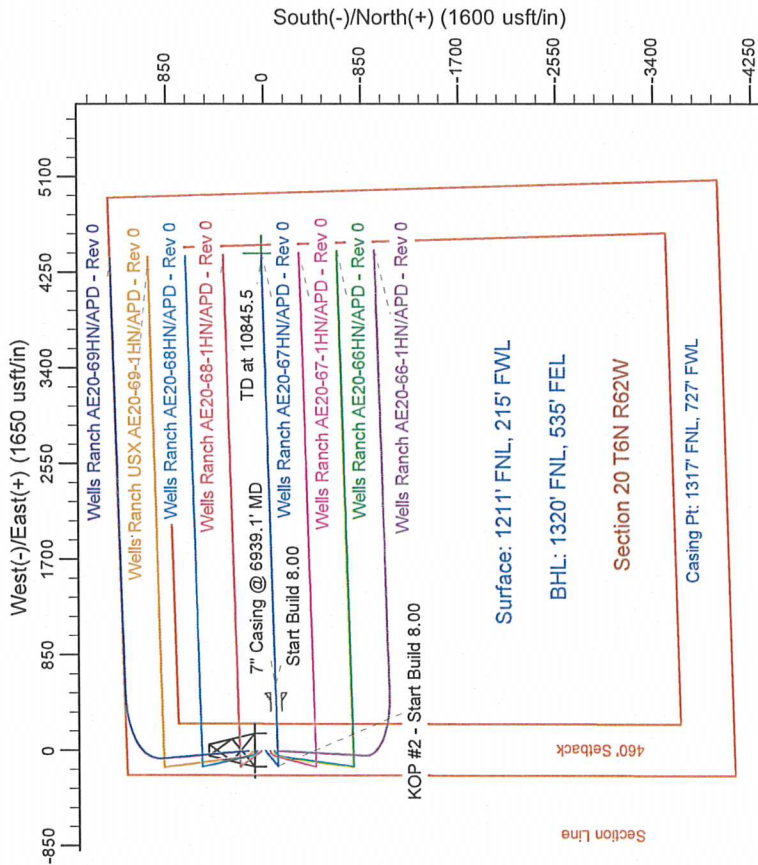 South(-)/North(+) (1600 usft/in)
850
0
-850
-1700
-2550
-3400
-4250
West(-)/East(+) (1650 usft/in)
5100
4250
3400
2550
1700
850
0
-850
Wells Ranch AE20-69HN/APD - Rev 0
Wells Ranch USX AE20-69-1HN/APD - Rev 0
Wells Ranch AE20-68HN/APD - Rev 0
Wells Ranch AE20-68-1HN/APD - Rev 0
TD at 10845.5
Wells Ranch AE20-67HN/APD - Rev 0
Wells Ranch AE20-67-1HN/APD - Rev 0
Wells Ranch AE20-66HN/APD - Rev 0
Wells Ranch AE20-66-1HN/APD - Rev 0
7" Casing @ 6939.1' MD
Start Build 8.00
KOP #2 - Start Build 8.00
Surface: 1211' FNL, 215' FWL
BHL: 1320' FNL, 535' FEL
Section 20 T6N R62W
Casing Pt: 1317' FNL, 727' FWL
460' Setback
Section Line